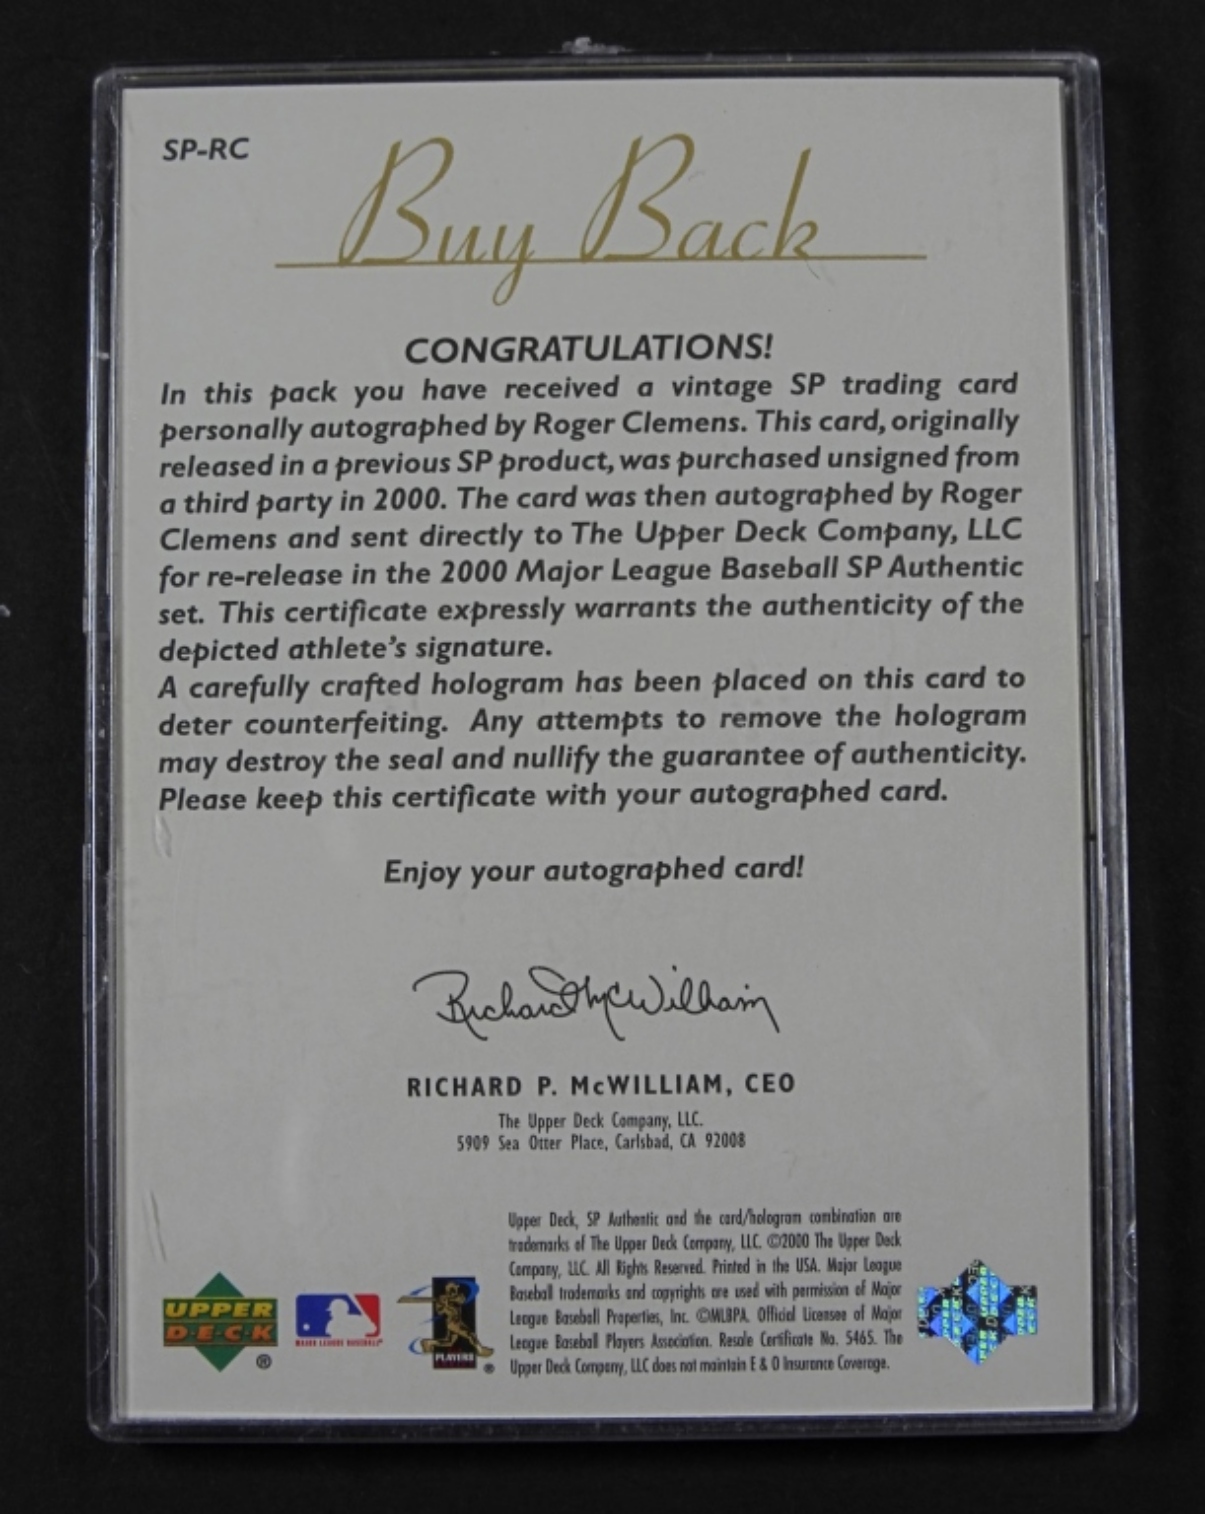 SP-RC
Buy Back
CONGRATULATIONS!
In this pack you have received a vintage SP trading card
personally autographed by Roger Clemens. This card, originally
released in a previous SP product, was purchased unsigned from
a third party in 2000. The card was then autographed by Roger
Clemens and sent directly to The Upper Deck Company, LLC
for re-release in the 2000 Major League Baseball SP Authentic
set. This certificate expressly warrants the authenticity of the
depicted athlete's signature.
A carefully crafted hologram has been placed on this card to
deter counterfeiting. Any attempts to remove the hologram
may destroy the seal and nullify the guarantee of authenticity.
Please keep this certificate with your autographed card.
Enjoy your autographed card!
Richard McWilliam
RICHARD P. McWILLIAM, CEO
The Upper Deck Company, LLC.
5909 Sea Otter Place, Carlsbad, CA 92008
Upper Deck, SP Authentic and the card/hologram combination are
trademarks of The Upper Deck Company, LLC. ©2000 The Upper Deck
Company, LLC. All Rights Reserved. Printed in the USA. Major League
Baseball trademarks and copyrights are used with permission of Major
League Baseball Properties, Inc. ©MLBPA. Official Licensee of Major
League Baseball Players Association. Resale Certificate No. 5465. The
Upper Deck Company, LLC does not maintain E & O Insurance Coverage.
UPPER
D·E·C·K
®
MAJOR LEAGUE BASEBALL
PLAYERS
®